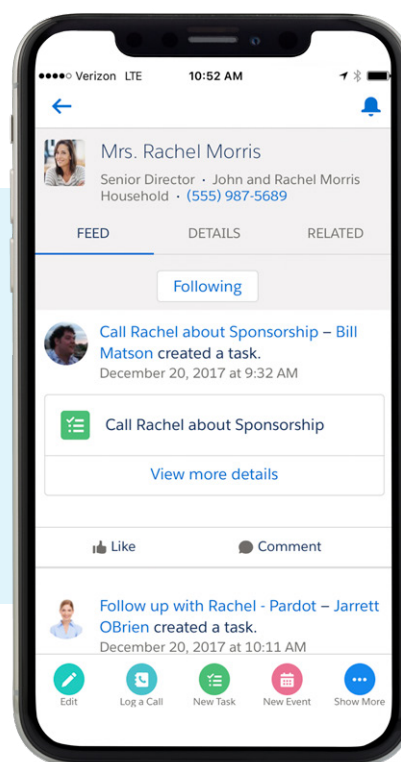 Verizon LTE 10:52 AM
Mrs. Rachel Morris
Senior Director · John and Rachel Morris
Household · (555) 987-5689
FEED DETAILS RELATED
Following
Call Rachel about Sponsorship – Bill
Matson created a task.
December 20, 2017 at 9:32 AM
Call Rachel about Sponsorship
View more details
Like Comment
Follow up with Rachel - Pardot – Jarrett
OBrien created a task.
December 20, 2017 at 10:11 AM
Edit Log a Call New Task New Event Show More